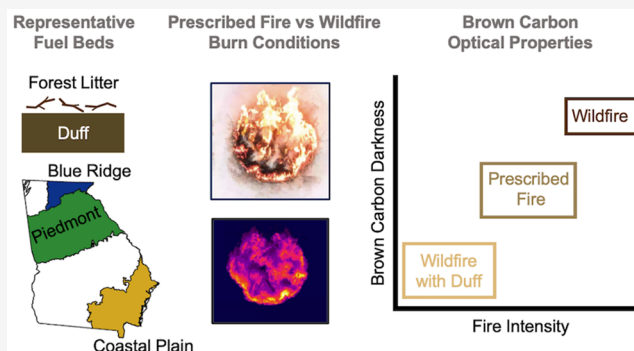 Representative
Fuel Beds
Forest Litter
Duff
Blue Ridge
Piedmont
Coastal Plain
Prescribed Fire vs Wildfire
Burn Conditions
Brown Carbon
Optical Properties
Brown Carbon Darkness
Wildfire
Prescribed
Fire
Wildfire
with Duff
Fire Intensity